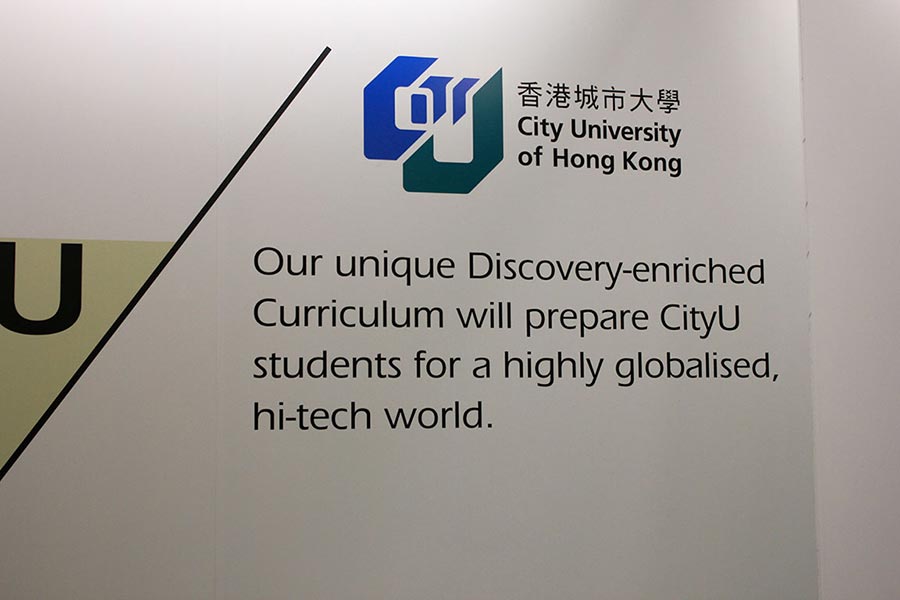 CityU
香港城市大學
City University
of Hong Kong
U
Our unique Discovery-enriched
Curriculum will prepare CityU
students for a highly globalised,
hi-tech world.